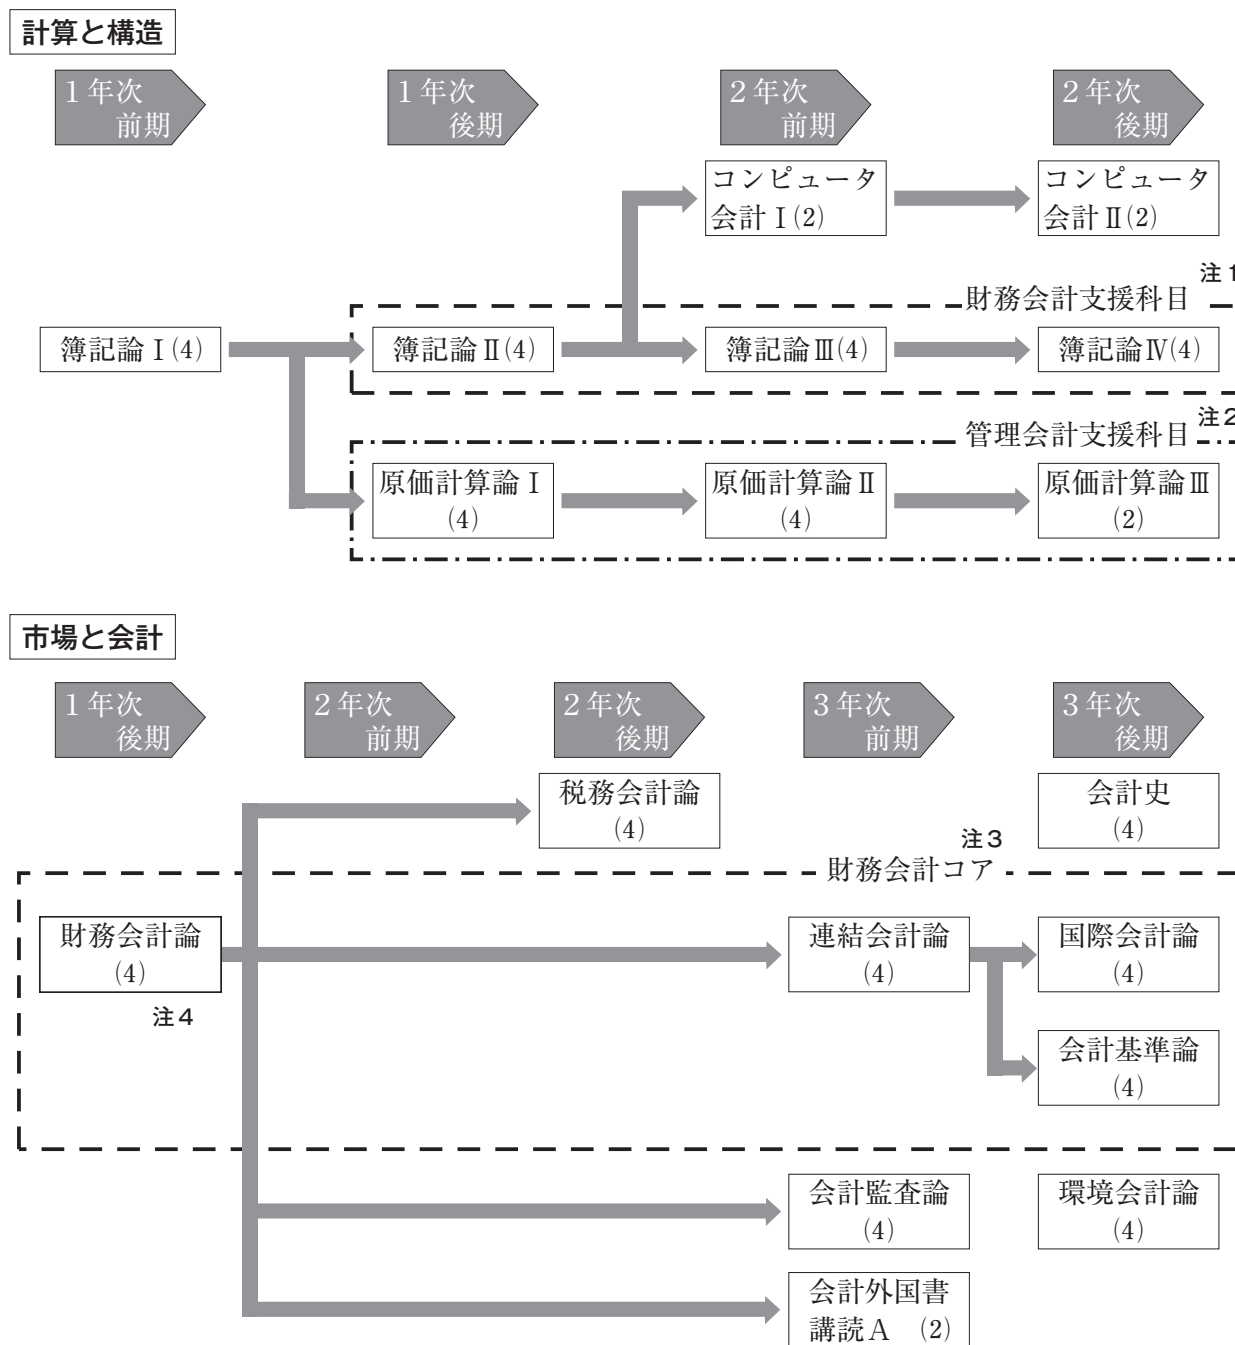 計算と構造
1年次
前期
1年次
後期
2年次
前期
2年次
後期
コンピュータ
会計Ⅰ(2)
コンピュータ
会計Ⅱ(2)
注1
財務会計支援科目
簿記論Ⅰ(4)
簿記論Ⅱ(4)
簿記論Ⅲ(4)
簿記論Ⅳ(4)
注2
管理会計支援科目
原価計算論Ⅰ
(4)
原価計算論Ⅱ
(4)
原価計算論Ⅲ
(2)
市場と会計
1年次
後期
2年次
前期
2年次
後期
3年次
前期
3年次
後期
税務会計論
(4)
会計史
(4)
注3
財務会計コア
財務会計論
(4)
注4
連結会計論
(4)
国際会計論
(4)
会計基準論
(4)
会計監査論
(4)
環境会計論
(4)
会計外国書
講読A (2)